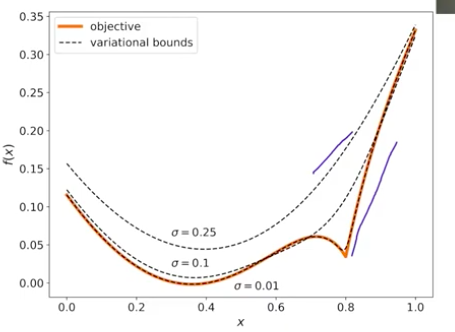 0.35
0.30
0.25
0.20
0.15
0.10
0.05
0.00
f(x)
objective
variational bounds
σ = 0.25
σ = 0.1
σ = 0.01
0.0 0.2 0.4 0.6 0.8 1.0
x